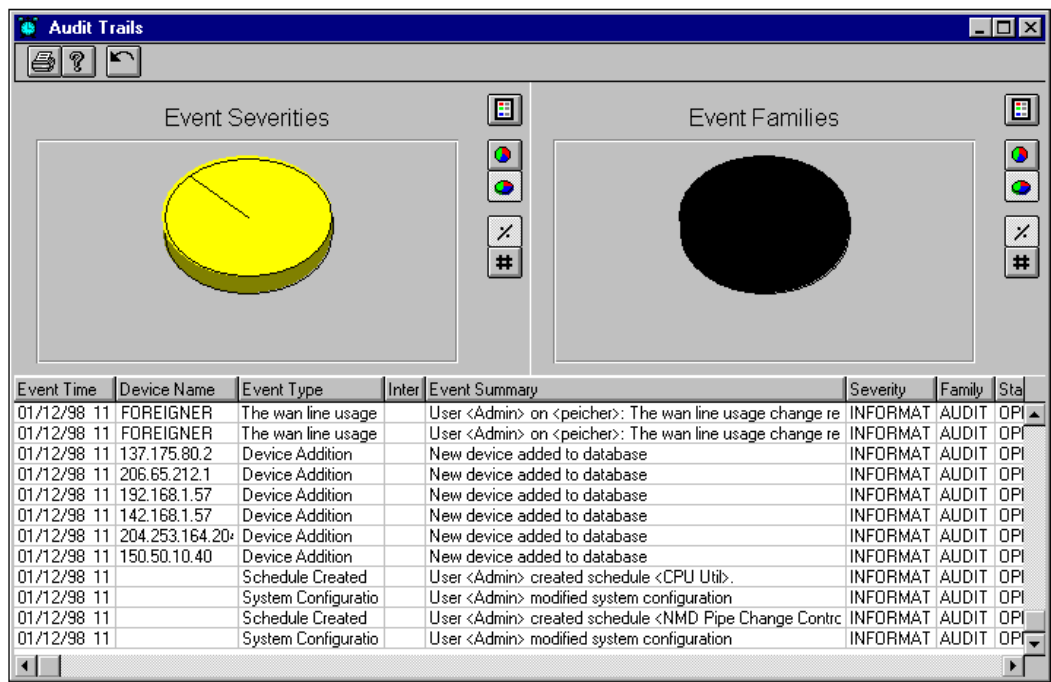 Audit Trails
Event Severities
Event Families
Event Time Device Name Event Type Inter Event Summary Severity Family Sta
01/12/98 11 FOREIGNER The wan line usage User <Admin> on <peicher>: The wan line usage change re INFORMAT AUDIT OPI
01/12/98 11 FOREIGNER The wan line usage User <Admin> on <peicher>: The wan line usage change re INFORMAT AUDIT OPI
01/12/98 11 137.175.80.2 Device Addition New device added to database INFORMAT AUDIT OPI
01/12/98 11 206.65.212.1 Device Addition New device added to database INFORMAT AUDIT OPI
01/12/98 11 192.168.1.57 Device Addition New device added to database INFORMAT AUDIT OPI
01/12/98 11 142.168.1.57 Device Addition New device added to database INFORMAT AUDIT OPI
01/12/98 11 204.253.164.204 Device Addition New device added to database INFORMAT AUDIT OPI
01/12/98 11 150.50.10.40 Device Addition New device added to database INFORMAT AUDIT OPI
01/12/98 11 Schedule Created User <Admin> created schedule <CPU Util>. INFORMAT AUDIT OPI
01/12/98 11 System Configuratio User <Admin> modified system configuration INFORMAT AUDIT OPI
01/12/98 11 Schedule Created User <Admin> created schedule <NMD Pipe Change Contrc INFORMAT AUDIT OPI
01/12/98 11 System Configuratio User <Admin> modified system configuration INFORMAT AUDIT OPI